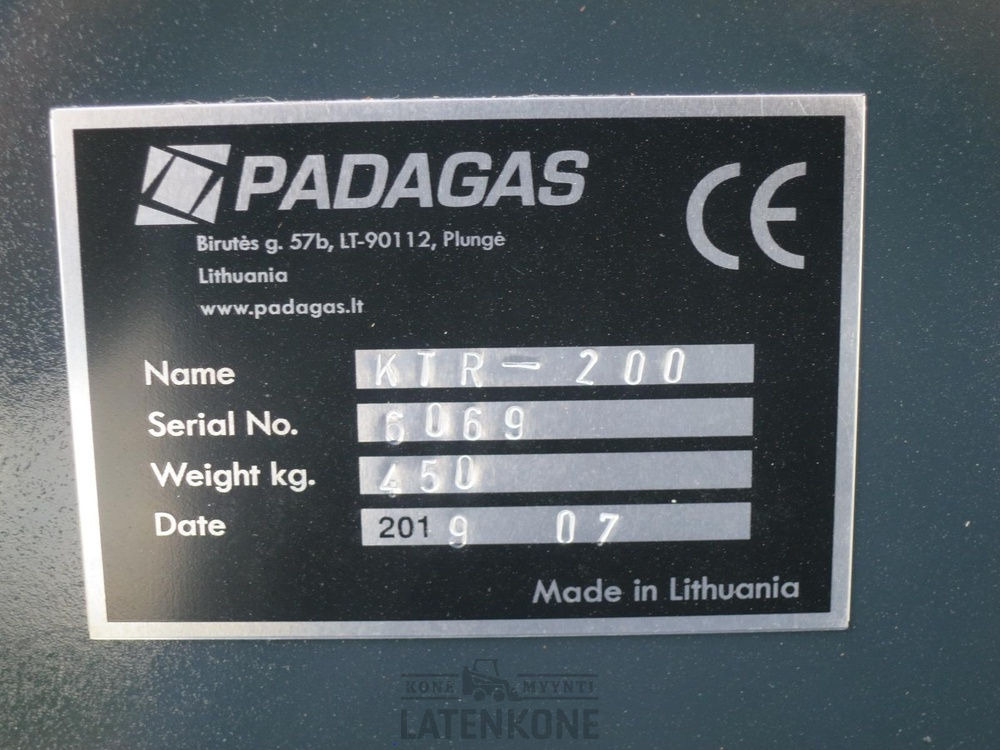 PADAGAS
CE
Birutės g. 57b, LT-90112, Plungė
Lithuania
www.padagas.lt
Name KTR-200
Serial No. 6069
Weight kg. 450
Date 2019 07
Made in Lithuania
KONE MYYNTI
LATENKONE